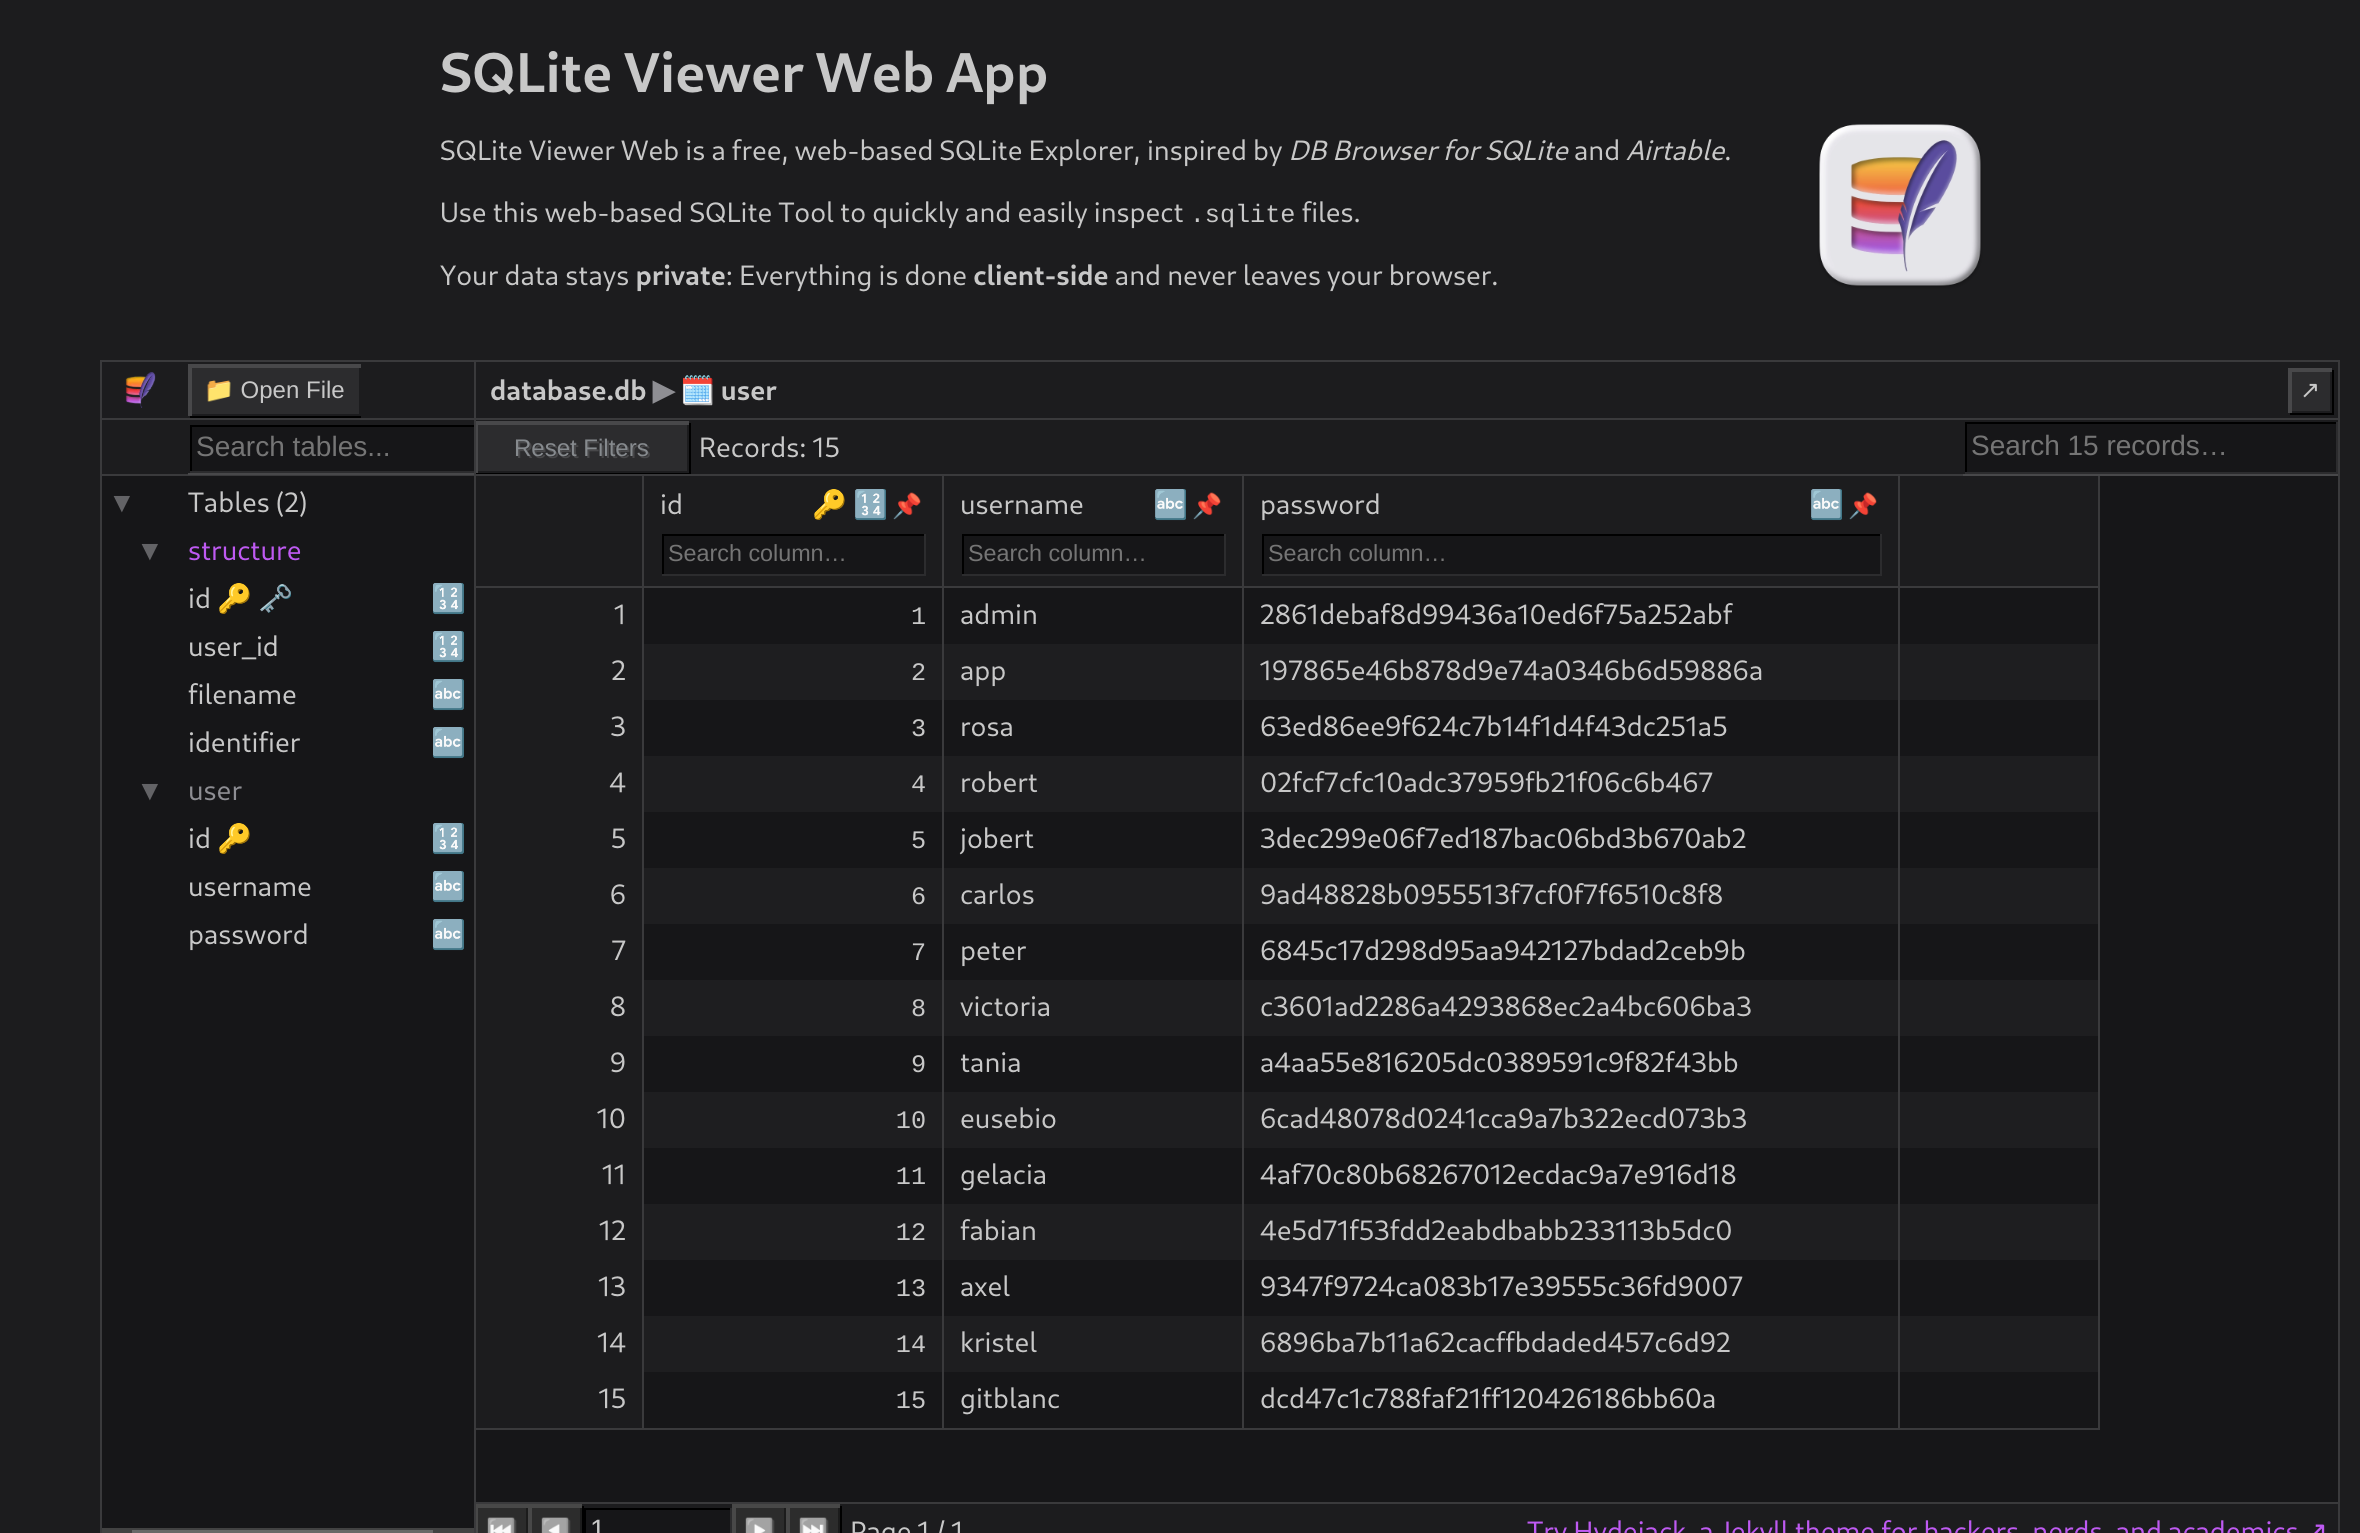 SQLite Viewer Web App
SQLite Viewer Web is a free, web-based SQLite Explorer, inspired by DB Browser for SQLite and Airtable.
Use this web-based SQLite Tool to quickly and easily inspect .sqlite files.
Your data stays private: Everything is done client-side and never leaves your browser.
Open File
database.db ▶ user
Search tables...
Reset Filters
Records: 15
Search 15 records...
Tables (2)
structure
id
user_id
filename
identifier
user
id
username
password
id username password
Search column... Search column... Search column...
1 1 admin 2861debaf8d99436a10ed6f75a252abf
2 2 app 197865e46b878d9e74a0346b6d59886a
3 3 rosa 63ed86ee9f624c7b14f1d4f43dc251a5
4 4 robert 02fcf7cfc10adc37959fb21f06c6b467
5 5 jobert 3dec299e06f7ed187bac06bd3b670ab2
6 6 carlos 9ad48828b0955513f7cf0f7f6510c8f8
7 7 peter 6845c17d298d95aa942127bdad2ceb9b
8 8 victoria c3601ad2286a4293868ec2a4bc606ba3
9 9 tania a4aa55e816205dc0389591c9f82f43bb
10 10 eusebio 6cad48078d0241cca9a7b322ecd073b3
11 11 gelacia 4af70c80b68267012ecdac9a7e916d18
12 12 fabian 4e5d71f53fdd2eabdbabb233113b5dc0
13 13 axel 9347f9724ca083b17e39555c36fd9007
14 14 kristel 6896ba7b11a62cacffbdaded457c6d92
15 15 gitblanc dcd47c1c788faf21ff120426186bb60a
1 Page 1 / 1
Try Hydejack, a Jekyll theme for hackers, nerds, and academics ↗